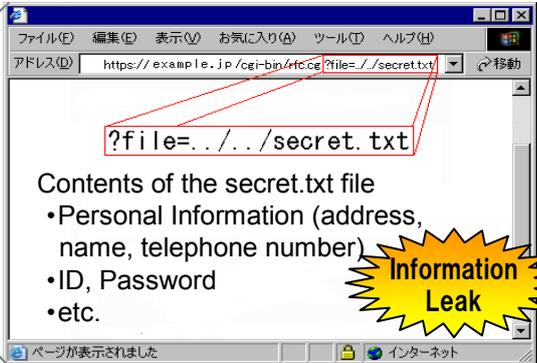 ファイル(F) 編集(E) 表示(V) お気に入り(A) ツール(T) ヘルプ(H)
アドレス(D) https://example.jp/cgi-bin/rfc.cg?file=../../secret.txt 移動
?file=../../secret.txt
Contents of the secret.txt file
•Personal Information (address,
name, telephone number)
•ID, Password
•etc.
Information
Leak
ページが表示されました インターネット